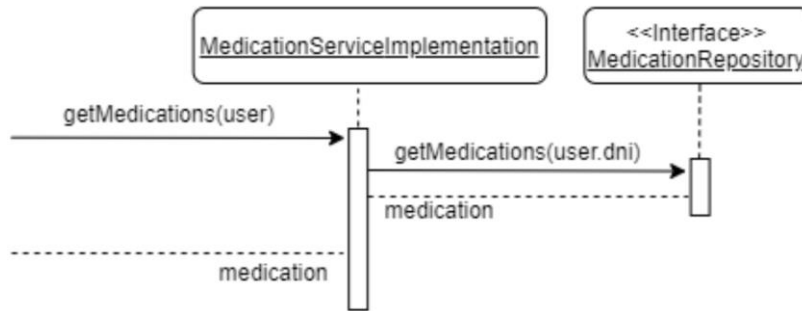 MedicationServiceImplementation
<<Interface>>
MedicationRepository
getMedications(user)
getMedications(user.dni)
medication
medication